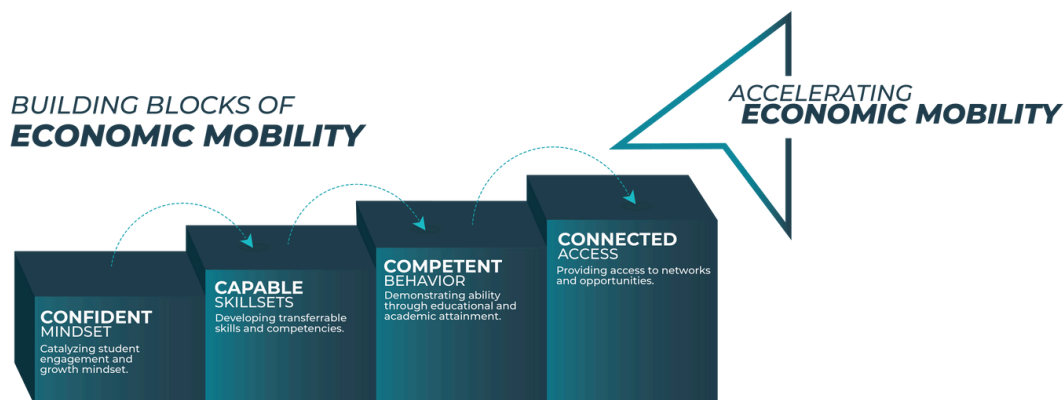 BUILDING BLOCKS OF
ECONOMIC MOBILITY
ACCELERATING
ECONOMIC MOBILITY
CONFIDENT
MINDSET
Catalyzing student
engagement and
growth mindset.
CAPABLE
SKILLSETS
Developing transferrable
skills and competencies.
COMPETENT
BEHAVIOR
Demonstrating ability
through educational and
academic attainment.
CONNECTED
ACCESS
Providing access to networks
and opportunities.